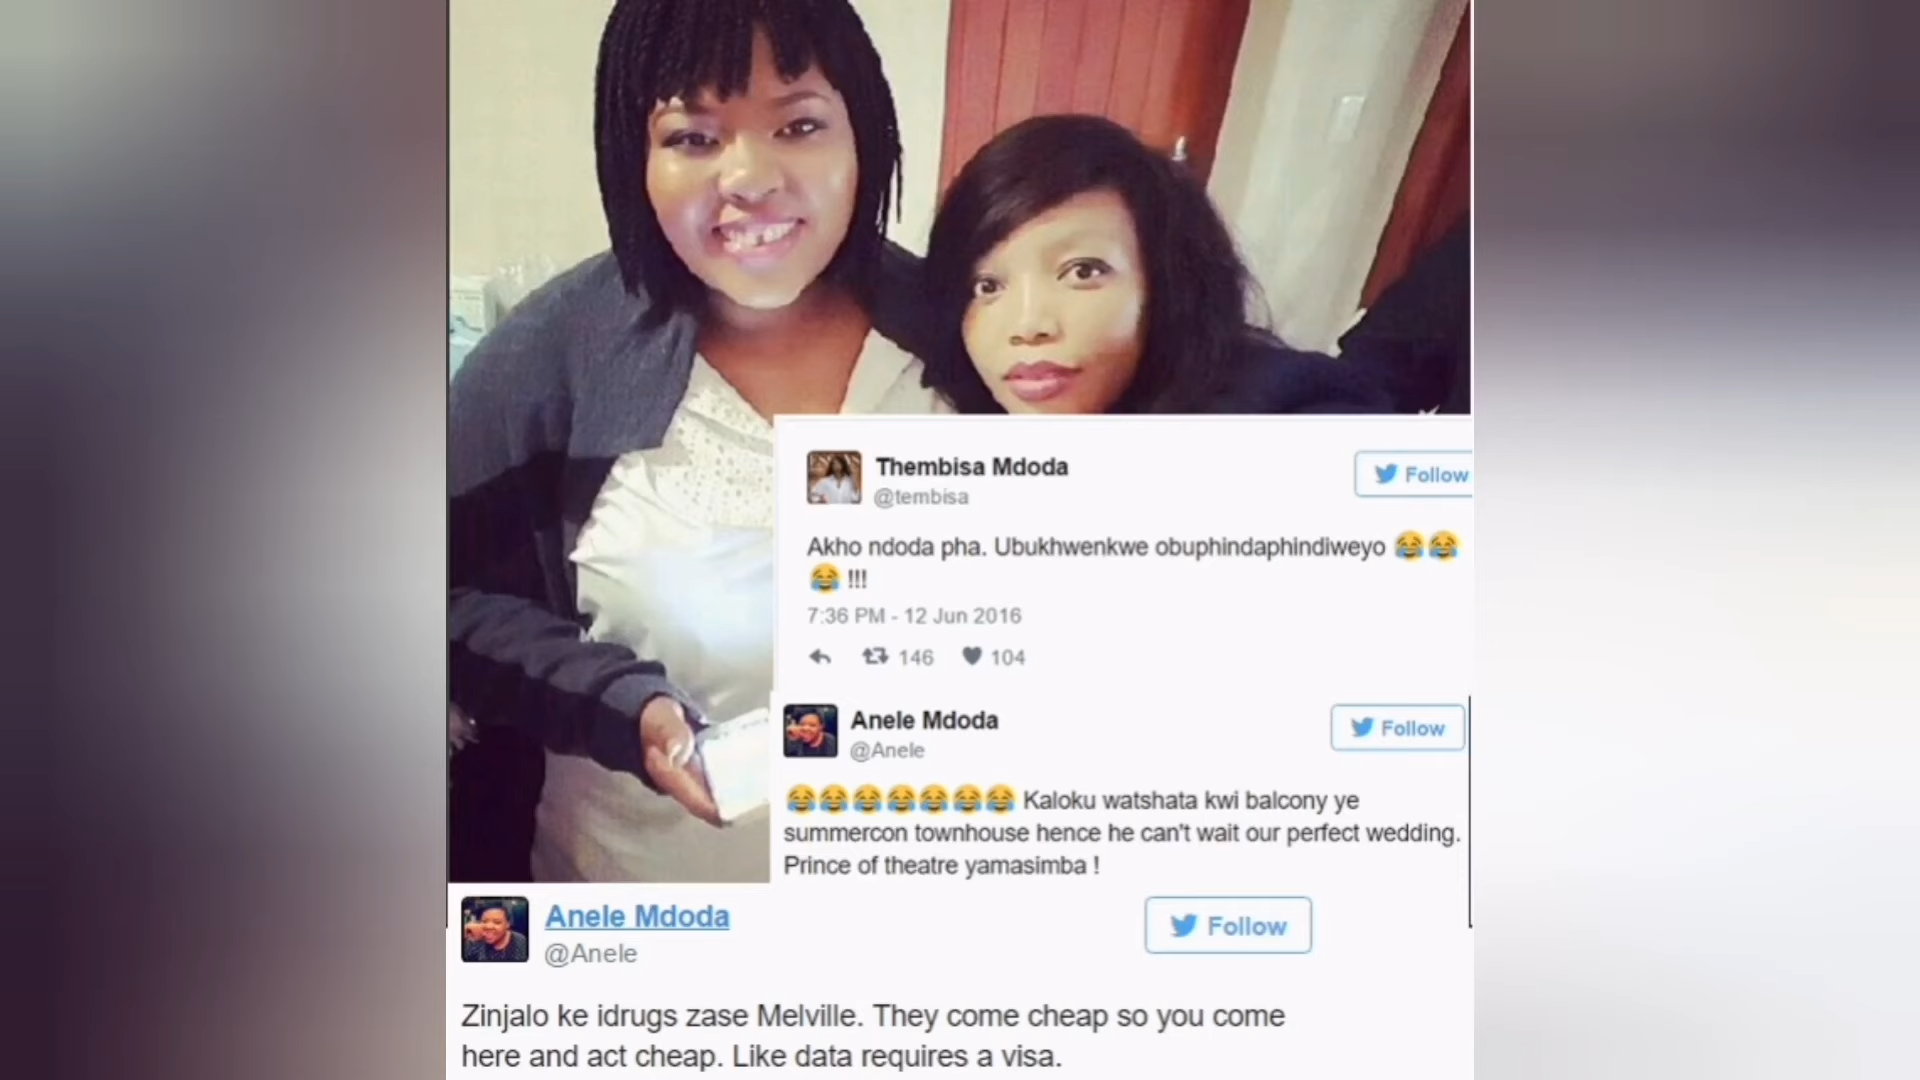 Thembisa Mdoda
@tembisa
Follow
Akho ndoda pha. Ubukhwenkwe obuphindaphindiweyo 😂😂
😂 !!!
7:36 PM - 12 Jun 2016
146 104
Anele Mdoda
@Anele
Follow
😂😂😂😂😂😂😂 Kaloku watshata kwi balcony ye
summercon townhouse hence he can't wait our perfect wedding.
Prince of theatre yamasimba !
Anele Mdoda
@Anele
Follow
Zinjalo ke idrugs zase Melville. They come cheap so you come
here and act cheap. Like data requires a visa.